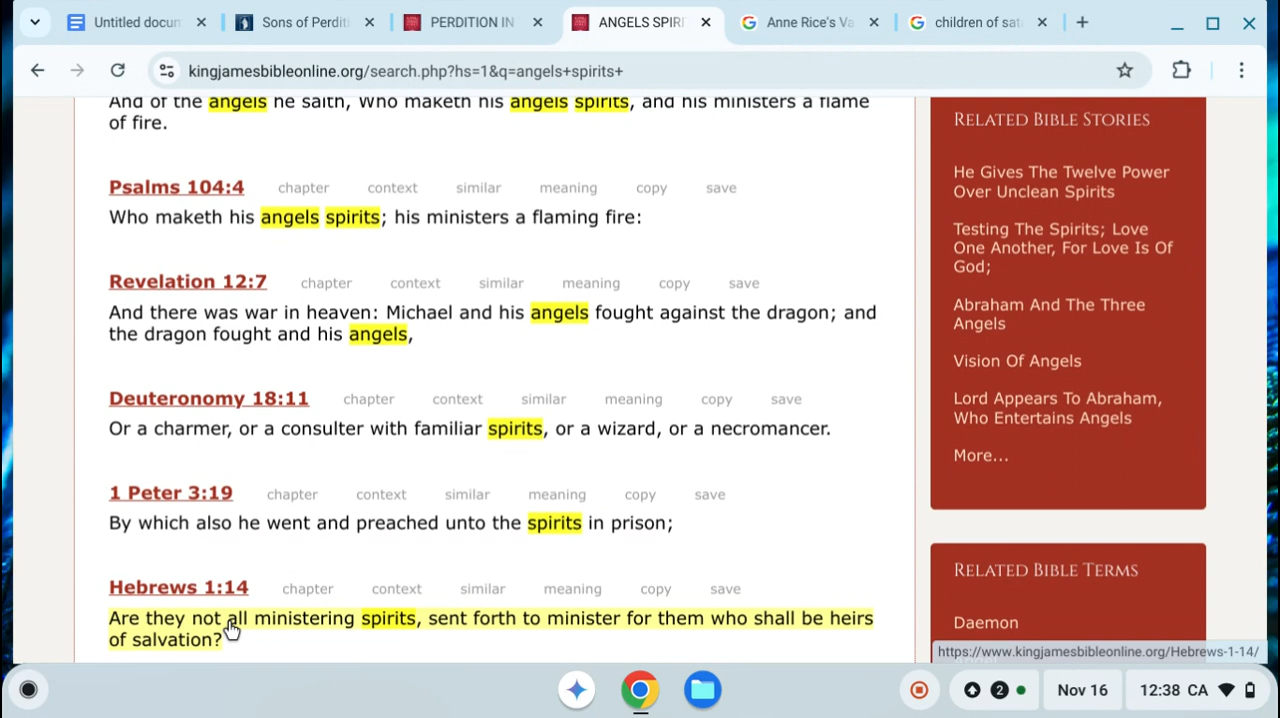 Untitled docum
Sons of Perditi
PERDITION IN
ANGELS SPIRI
Anne Rice's Va
children of sat
kingjamesbibleonline.org/search.php?hs=1&q=angels+spirits+
And of the angels he saith, Who maketh his angels spirits, and his ministers a flame
of fire.
Psalms 104:4 chapter context similar meaning copy save
Who maketh his angels spirits; his ministers a flaming fire:
Revelation 12:7 chapter context similar meaning copy save
And there was war in heaven: Michael and his angels fought against the dragon; and
the dragon fought and his angels,
Deuteronomy 18:11 chapter context similar meaning copy save
Or a charmer, or a consulter with familiar spirits, or a wizard, or a necromancer.
1 Peter 3:19 chapter context similar meaning copy save
By which also he went and preached unto the spirits in prison;
Hebrews 1:14 chapter context similar meaning copy save
Are they not all ministering spirits, sent forth to minister for them who shall be heirs
of salvation?
Related Bible Stories
He Gives The Twelve Power
Over Unclean Spirits
Testing The Spirits; Love
One Another, For Love Is Of
God;
Abraham And The Three
Angels
Vision Of Angels
Lord Appears To Abraham,
Who Entertains Angels
More...
Related Bible Terms
Daemon
https://www.kingjamesbibleonline.org/Hebrews-1-14/
2
Nov 16
12:38 CA